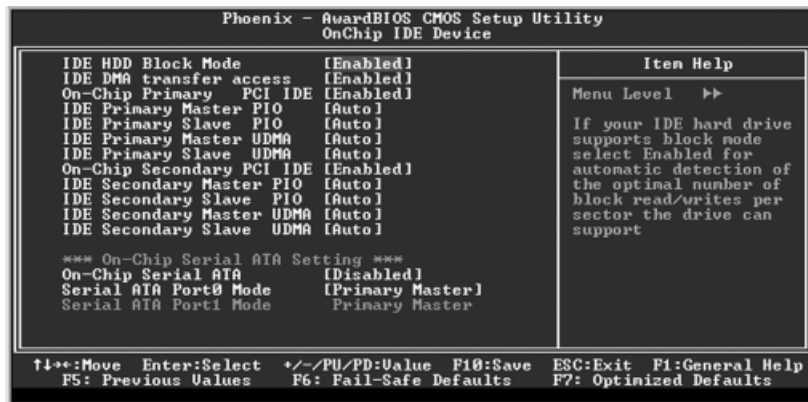 Phoenix - AwardBIOS CMOS Setup Utility
OnChip IDE Device
IDE HDD Block Mode [Enabled]
IDE DMA transfer access [Enabled]
On-Chip Primary PCI IDE [Enabled]
IDE Primary Master PIO [Auto]
IDE Primary Slave PIO [Auto]
IDE Primary Master UDMA [Auto]
IDE Primary Slave UDMA [Auto]
On-Chip Secondary PCI IDE [Enabled]
IDE Secondary Master PIO [Auto]
IDE Secondary Slave PIO [Auto]
IDE Secondary Master UDMA [Auto]
IDE Secondary Slave UDMA [Auto]
*** On-Chip Serial ATA Setting ***
On-Chip Serial ATA [Disabled]
Serial ATA Port0 Mode [Primary Master]
Serial ATA Port1 Mode Primary Master
Item Help
Menu Level ▶▶
If your IDE hard drive
supports block mode
select Enabled for
automatic detection of
the optimal number of
block read/writes per
sector the drive can
support
↑↓→←:Move Enter:Select +/-/PU/PD:Value F10:Save ESC:Exit F1:General Help
F5: Previous Values F6: Fail-Safe Defaults F7: Optimized Defaults